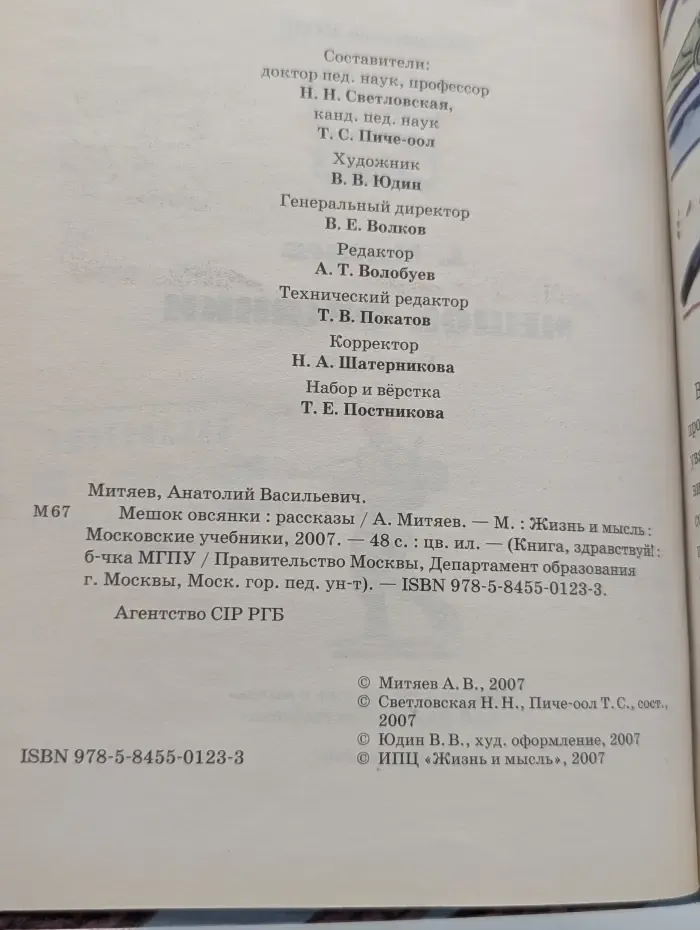 Составители:
доктор пед. наук, профессор
Н. Н. Светловская,
канд. пед. наук
Т. С. Пиче-оол
Художник
В. В. Юдин
Генеральный директор
В. Е. Волков
Редактор
А. Т. Волобуев
Технический редактор
Т. В. Покатов
Корректор
Н. А. Шатерникова
Набор и вёрстка
Т. Е. Постникова
Митяев, Анатолий Васильевич.
М 67 Мешок овсянки : рассказы / А. Митяев. — М. : Жизнь и мысль :
Московские учебники, 2007. — 48 с. : цв. ил. — (Книга, здравствуй! :
б-чка МГПУ / Правительство Москвы, Департамент образования
г. Москвы, Моск. гор. пед. ун-т). — ISBN 978-5-8455-0123-3.
Агентство CIP РГБ
© Митяев А. В., 2007
© Светловская Н. Н., Пиче-оол Т. С., сост.,
2007
© Юдин В. В., худ. оформление, 2007
ISBN 978-5-8455-0123-3 © ИПЦ «Жизнь и мысль», 2007